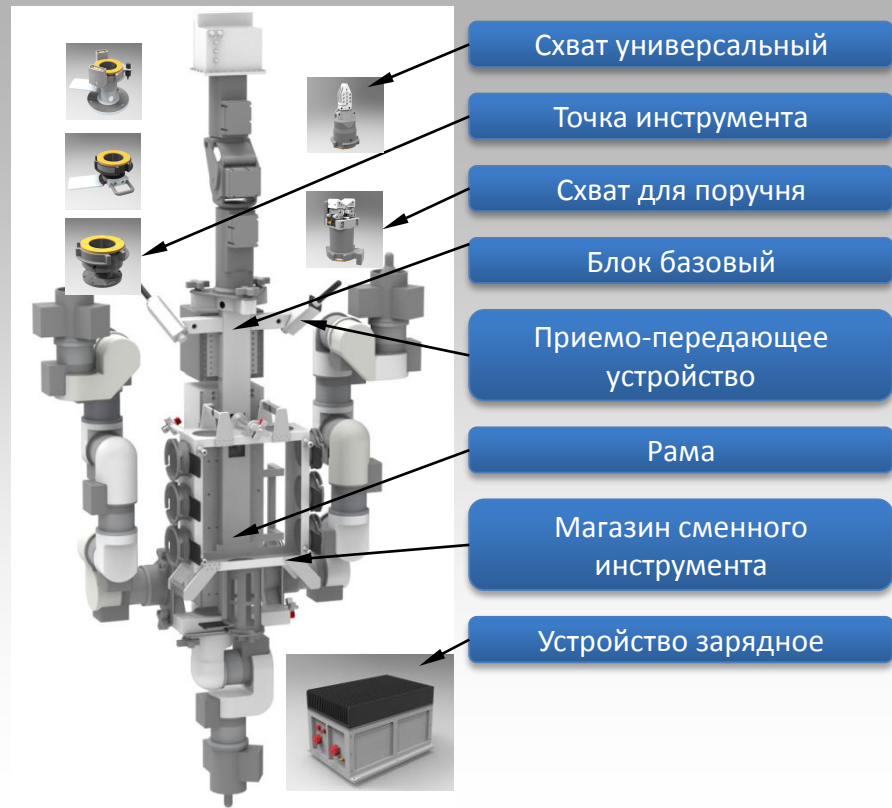 Схват универсальный
Точка инструмента
Схват для поручня
Блок базовый
Приемо-передающее
устройство
Рама
Магазин сменного
инструмента
Устройство зарядное